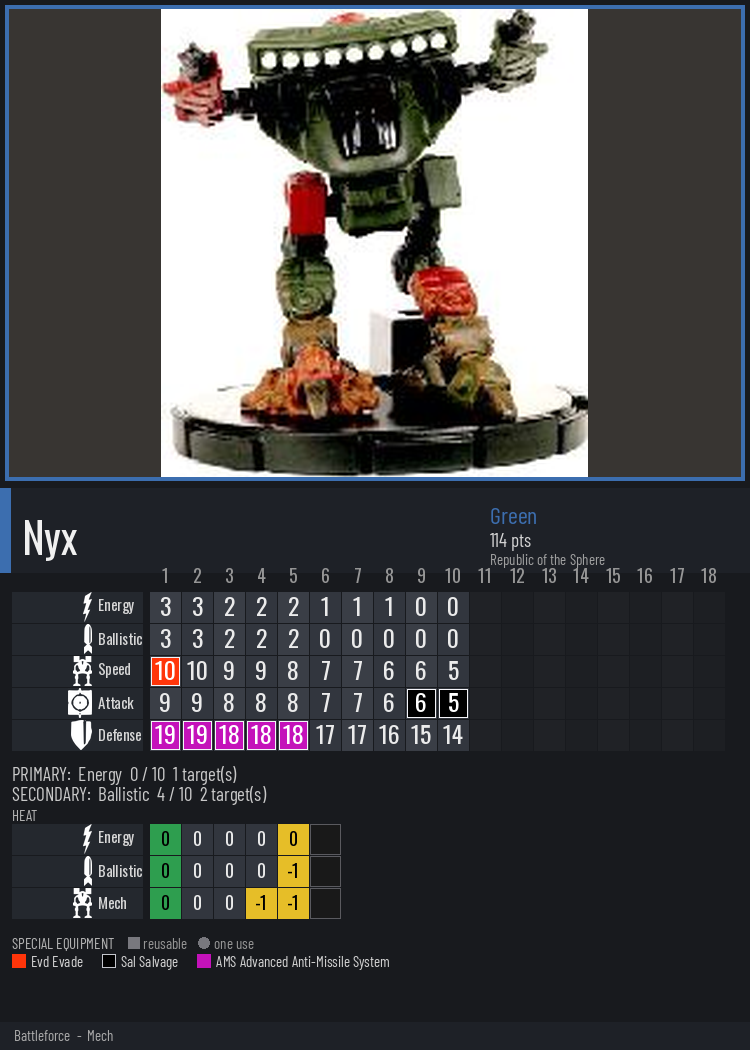 Nyx
Green
114 pts
Republic of the Sphere
1 2 3 4 5 6 7 8 9 10 11 12 13 14 15 16 17 18
Energy 3 3 2 2 2 1 1 1 0 0
Ballistic 3 3 2 2 2 0 0 0 0 0
Speed 10 10 9 9 8 7 7 6 6 5
Attack 9 9 8 8 8 7 7 6 6 5
Defense 19 19 18 18 18 17 17 16 15 14
PRIMARY: Energy 0 / 10 1 target(s)
SECONDARY: Ballistic 4 / 10 2 target(s)
HEAT
Energy 0 0 0 0 0
Ballistic 0 0 0 0 -1
Mech 0 0 0 -1 -1
SPECIAL EQUIPMENT reusable one use
Evd Evade Sal Salvage AMS Advanced Anti-Missile System
Battleforce - Mech